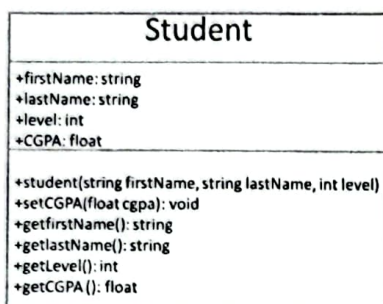 Student
+firstName: string
+lastName: string
+level: int
+CGPA: float
+student(string firstName, string lastName, int level)
+setCGPA(float cgpa): void
+getfirstName(): string
+getlastName(): string
+getLevel(): int
+getCGPA(): float